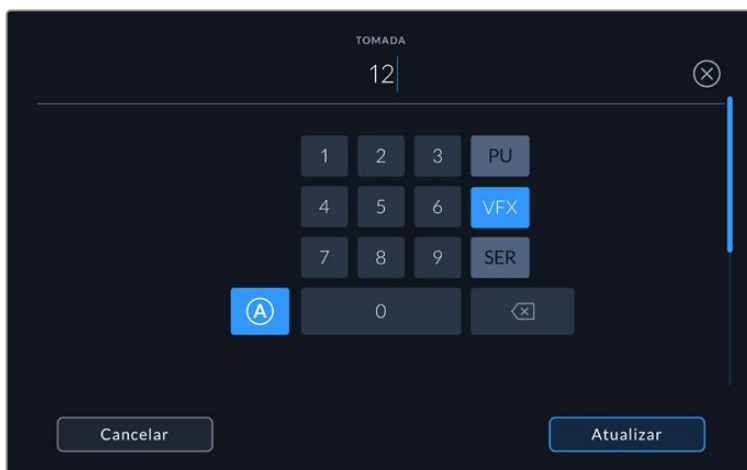 TOMADA
12
1 2 3 PU
4 5 6 VFX
7 8 9 SER
A 0
Cancelar Atualizar